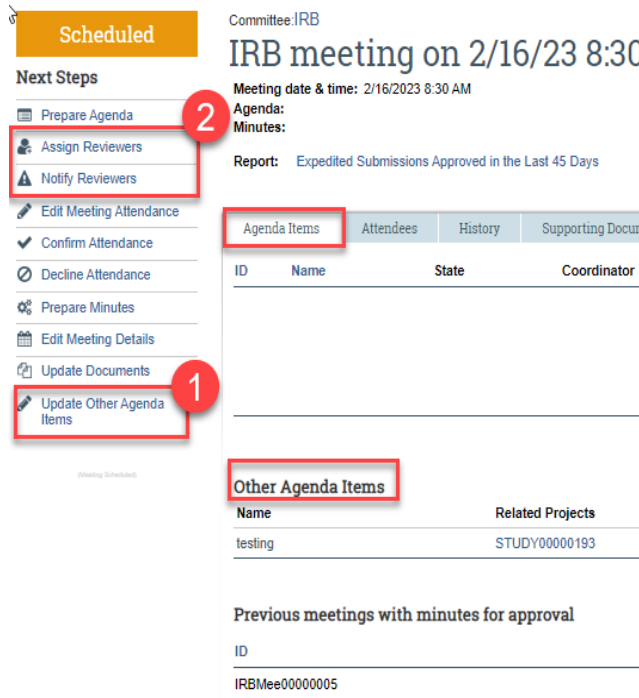 Scheduled
Next Steps
Prepare Agenda
2
Assign Reviewers
Notify Reviewers
Edit Meeting Attendance
Confirm Attendance
Decline Attendance
Prepare Minutes
Edit Meeting Details
Update Documents
1
Update Other Agenda
Items
(Meeting Scheduled)
Committee:IRB
IRB meeting on 2/16/23 8:30
Meeting date & time: 2/16/2023 8:30 AM
Agenda:
Minutes:
Report: Expedited Submissions Approved in the Last 45 Days
Agenda Items Attendees History Supporting Docum
ID Name State Coordinator
Other Agenda Items
Name Related Projects
testing STUDY00000193
Previous meetings with minutes for approval
ID
IRBMee00000005